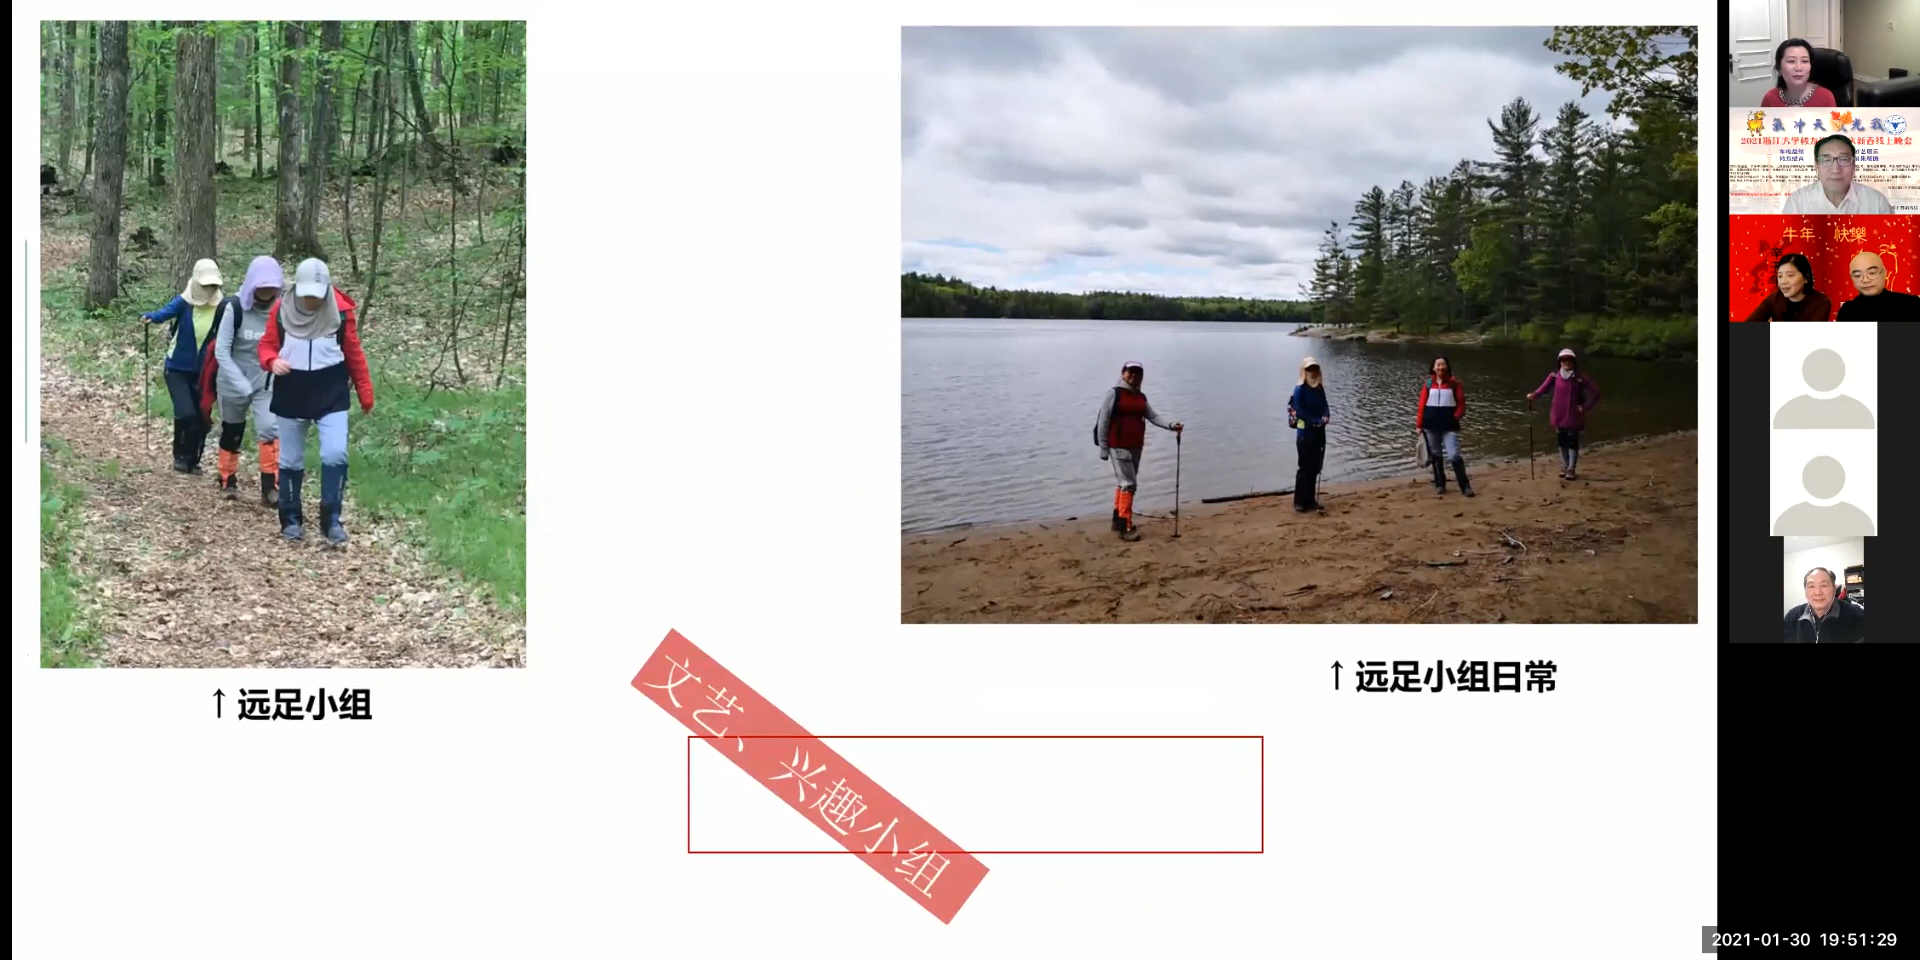 ↑ 远足小组
↑ 远足小组日常
文艺、兴趣小组
牛年 快樂
2021-01-30 19:51:29